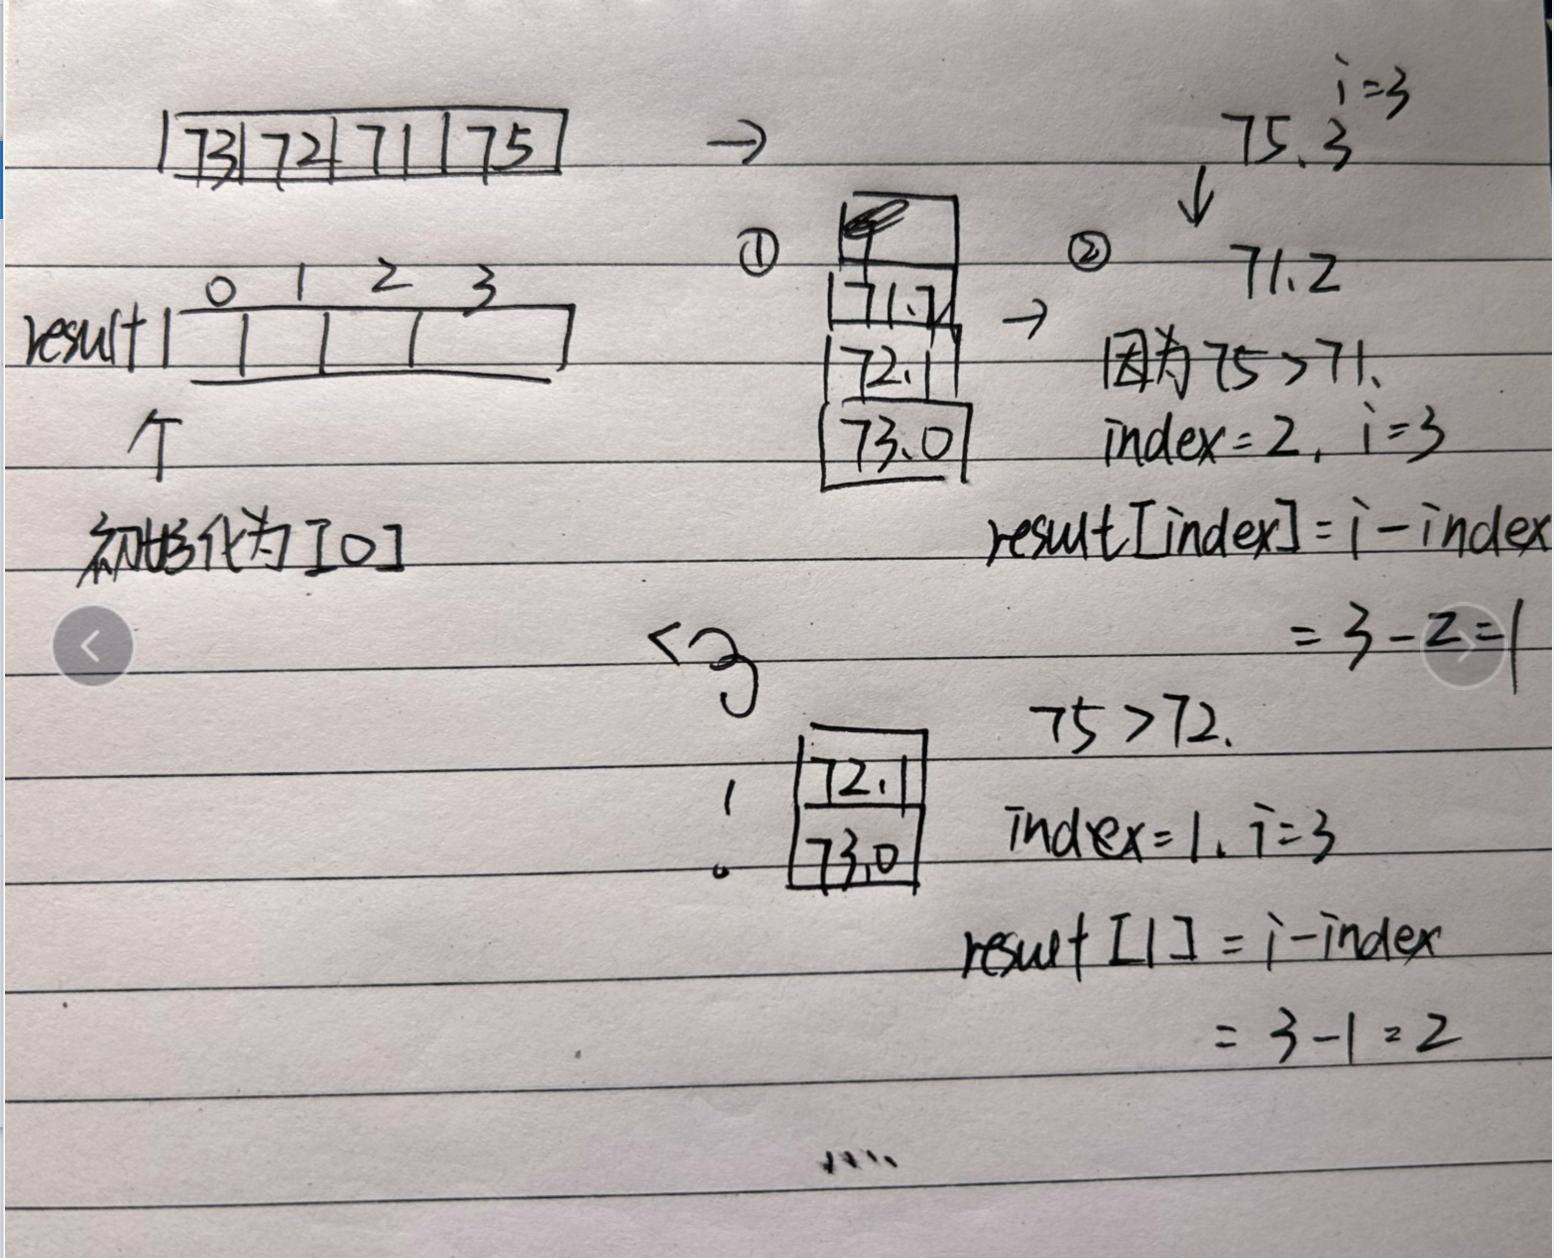 73 72 71 75 →
i=3
75.3
↓
0 1 2 3
result
↑
初始化为[0]
①
71.2
72.1
73.0
→
②
71.2
因为75>71、
index=2, i=3
result[index]=i-index
=3-2=1
75>72.
1 72.1
0 73.0
index=1、i=3
result[1]=i-index
=3-1=2
....